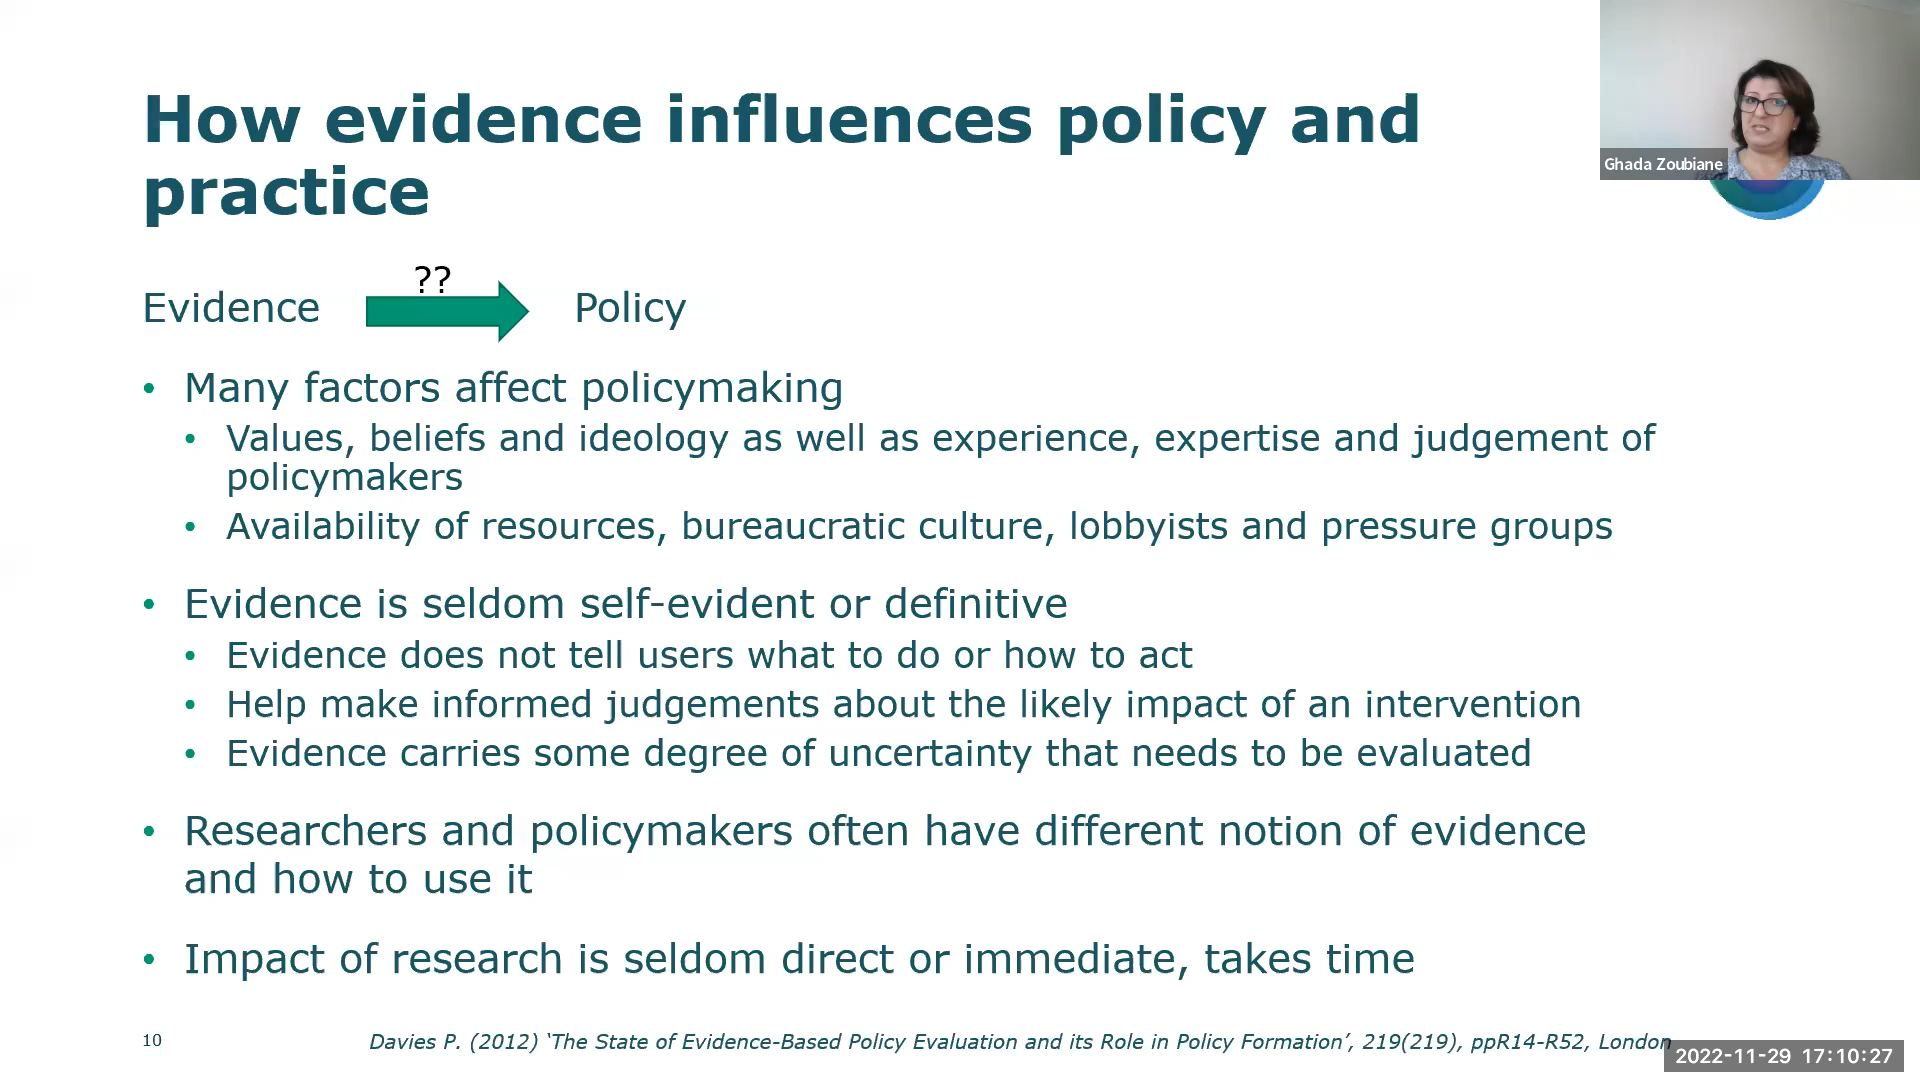 How evidence influences policy and
practice
Ghada Zoubiane
??
Evidence Policy
• Many factors affect policymaking
• Values, beliefs and ideology as well as experience, expertise and judgement of
policymakers
• Availability of resources, bureaucratic culture, lobbyists and pressure groups
• Evidence is seldom self-evident or definitive
• Evidence does not tell users what to do or how to act
• Help make informed judgements about the likely impact of an intervention
• Evidence carries some degree of uncertainty that needs to be evaluated
• Researchers and policymakers often have different notion of evidence
and how to use it
• Impact of research is seldom direct or immediate, takes time
10
Davies P. (2012) ‘The State of Evidence-Based Policy Evaluation and its Role in Policy Formation’, 219(219), ppR14-R52, London
2022-11-29 17:10:27